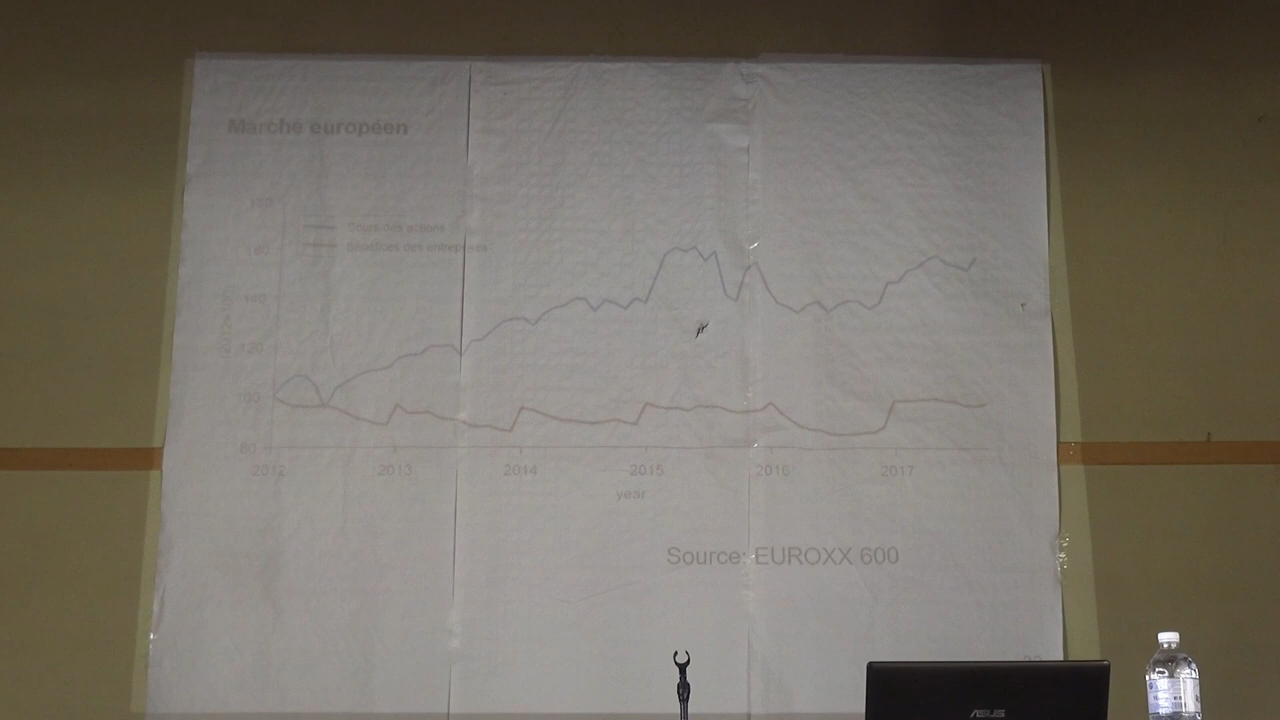 Marché européen
180
Cours des actions
160
Bénéfices des entreprises
140
120
100
80
2012 2013 2014 2015 2016 2017
year
Source: EUROXX 600
ASUS